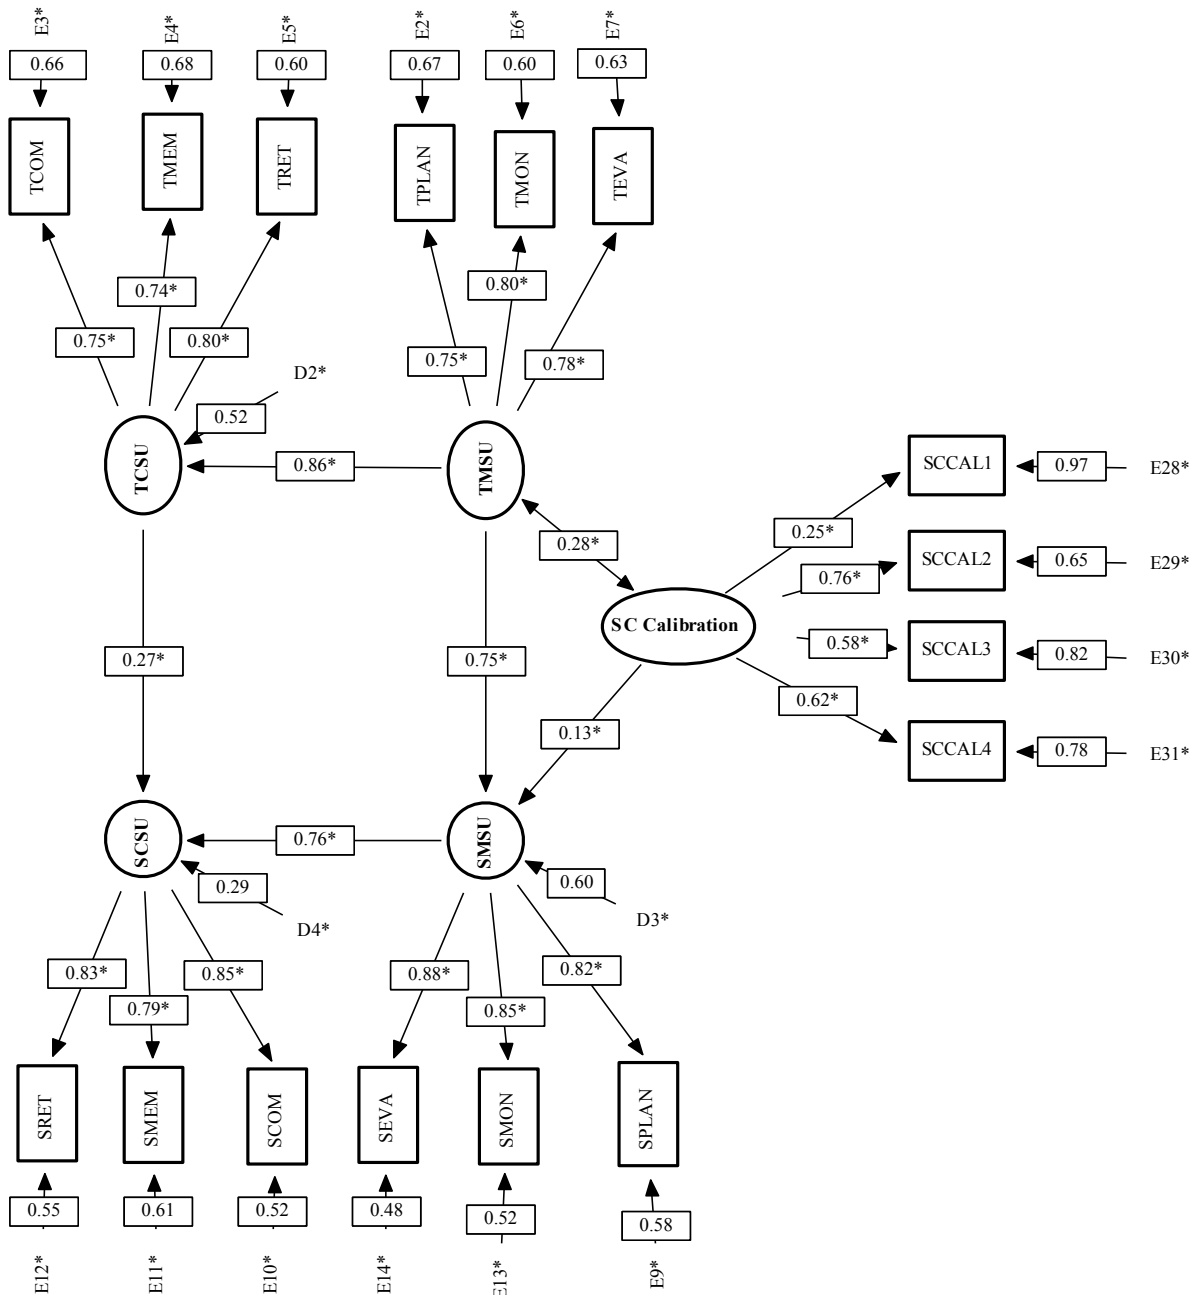 E3* E4* E5* E2* E6* E7*
0.66 0.68 0.60 0.67 0.60 0.63
TCOM TMEM TRET TPLAN TMON TEVA
0.74* 0.80*
0.75* 0.80* 0.75* 0.78*
D2*
0.52
TCSU 0.86* TMSU
SCCAL1 0.97 E28*
0.25*
0.28*
SCCAL2 0.65 E29*
0.76*
SC Calibration
0.58* SCCAL3 0.82 E30*
0.27* 0.75*
0.62*
0.13*
SCCAL4 0.78 E31*
SCSU 0.76* SMSU
0.29 0.60
D4* D3*
0.83* 0.85* 0.88* 0.82*
0.79* 0.85*
SRET SMEM SCOM SEVA SMON SPLAN
0.55 0.61 0.52 0.48 0.52 0.58
E12* E11* E10* E14* E13* E9*